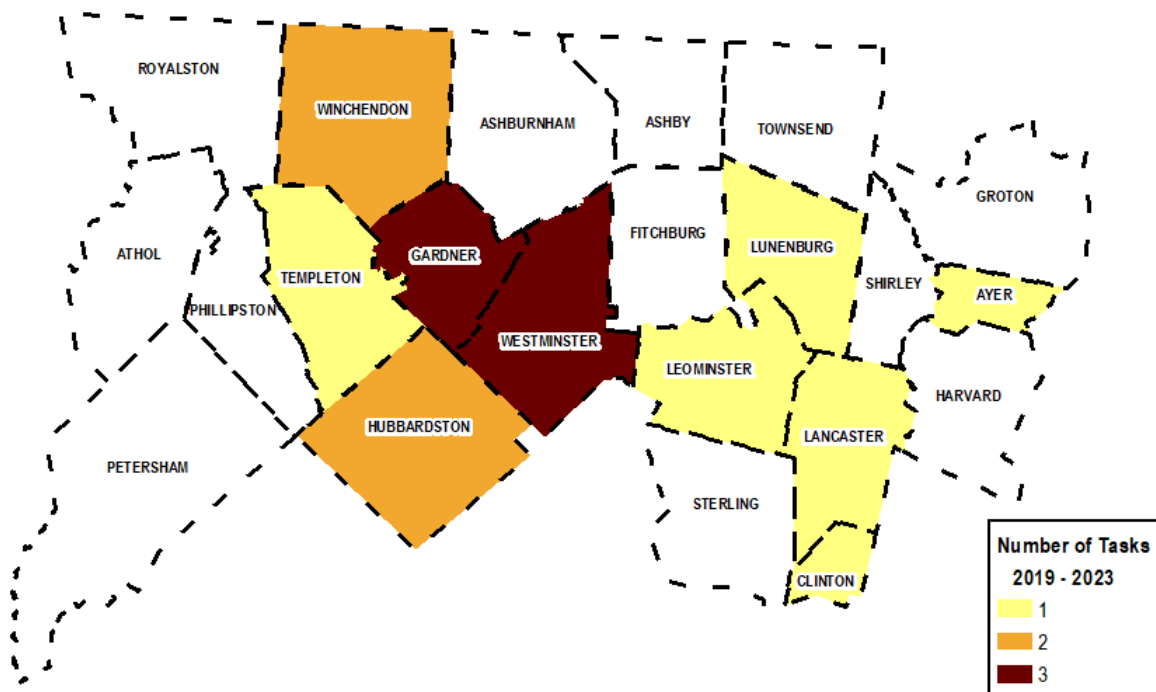 ROYALSTON
WINCHENDON
ASHBURNHAM
ASHBY
TOWNSEND
GROTON
ATHOL
PHILLIPSTON
TEMPLETON
GARDNER
WESTMINSTER
FITCHBURG
LUNENBURG
SHIRLEY
AYER
LEOMINSTER
HARVARD
HUBBARDSTON
LANCASTER
PETERSHAM
STERLING
CLINTON
Number of Tasks
2019 - 2023
1
2
3